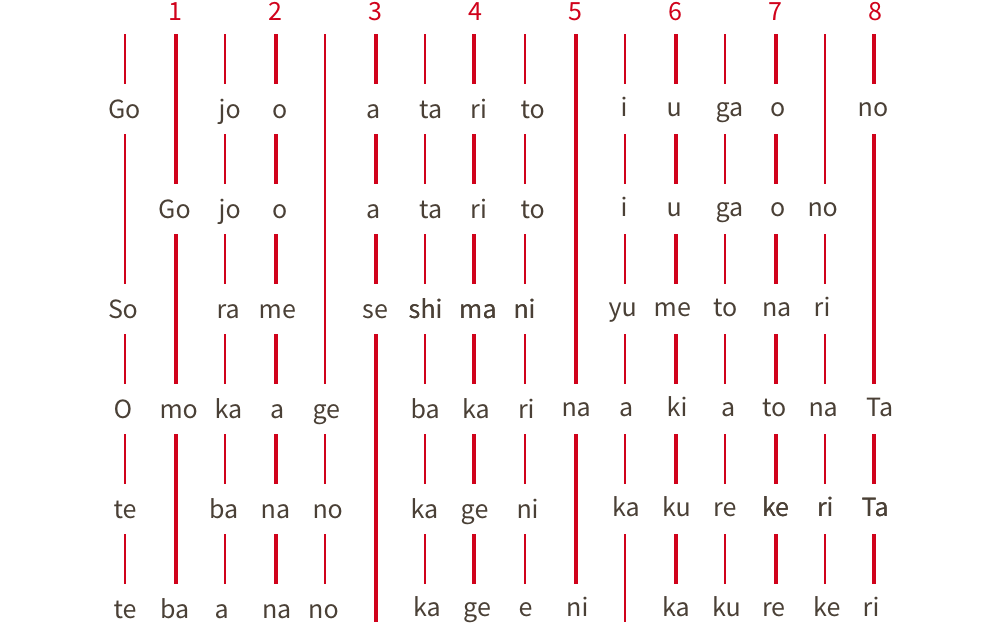 1 2 3 4 5 6 7 8
Go jo o a ta ri to i u ga o no
Go jo o a ta ri to i u ga o no
So ra me se shi ma ni yu me to na ri
O mo ka a ge ba ka ri na a ki a to na Ta
te ba na no ka ge ni ka ku re ke ri Ta
te ba a na no ka ge e ni ka ku re ke ri